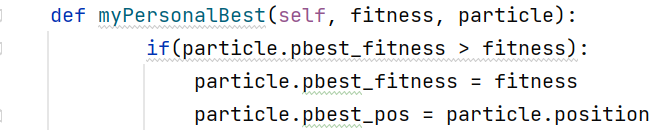 def myPersonalBest(self, fitness, particle):
if(particle.pbest_fitness > fitness):
particle.pbest_fitness = fitness
particle.pbest_pos = particle.position